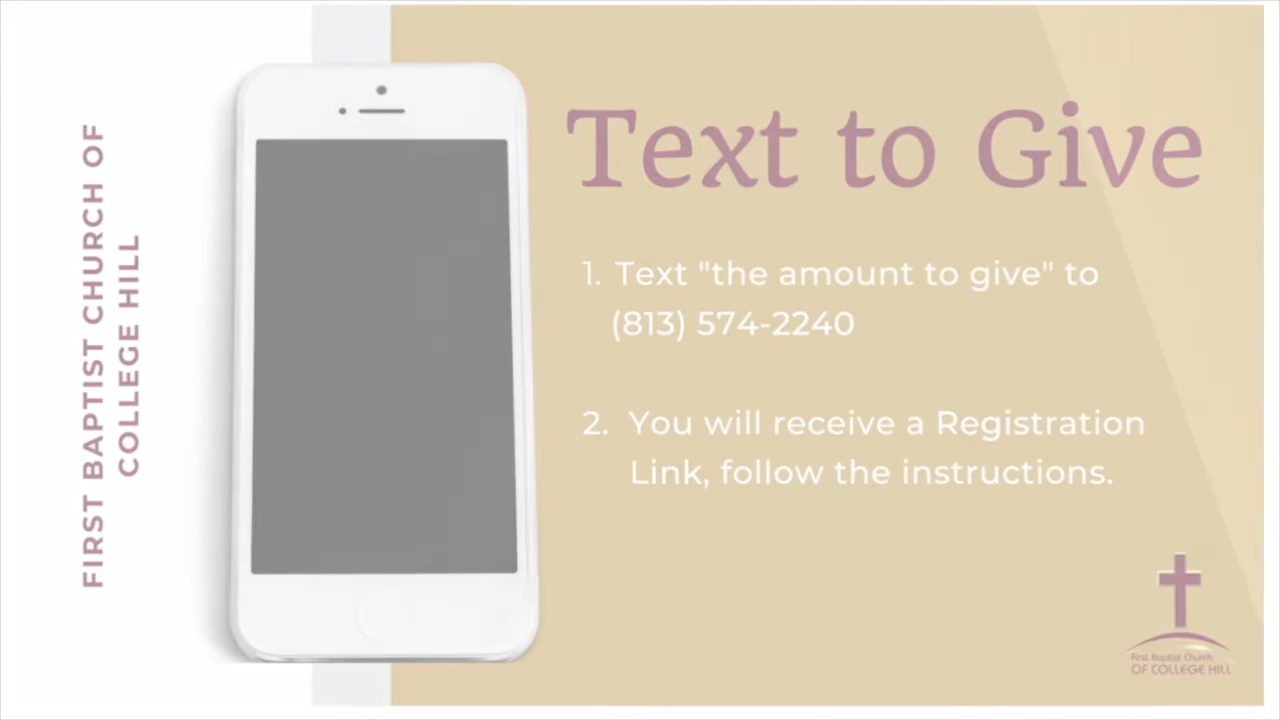 FIRST BAPTIST CHURCH OF
COLLEGE HILL
Text to Give
1. Text "the amount to give" to
(813) 574-2240
2. You will receive a Registration
Link, follow the instructions.
First Baptist Church
OF COLLEGE HILL